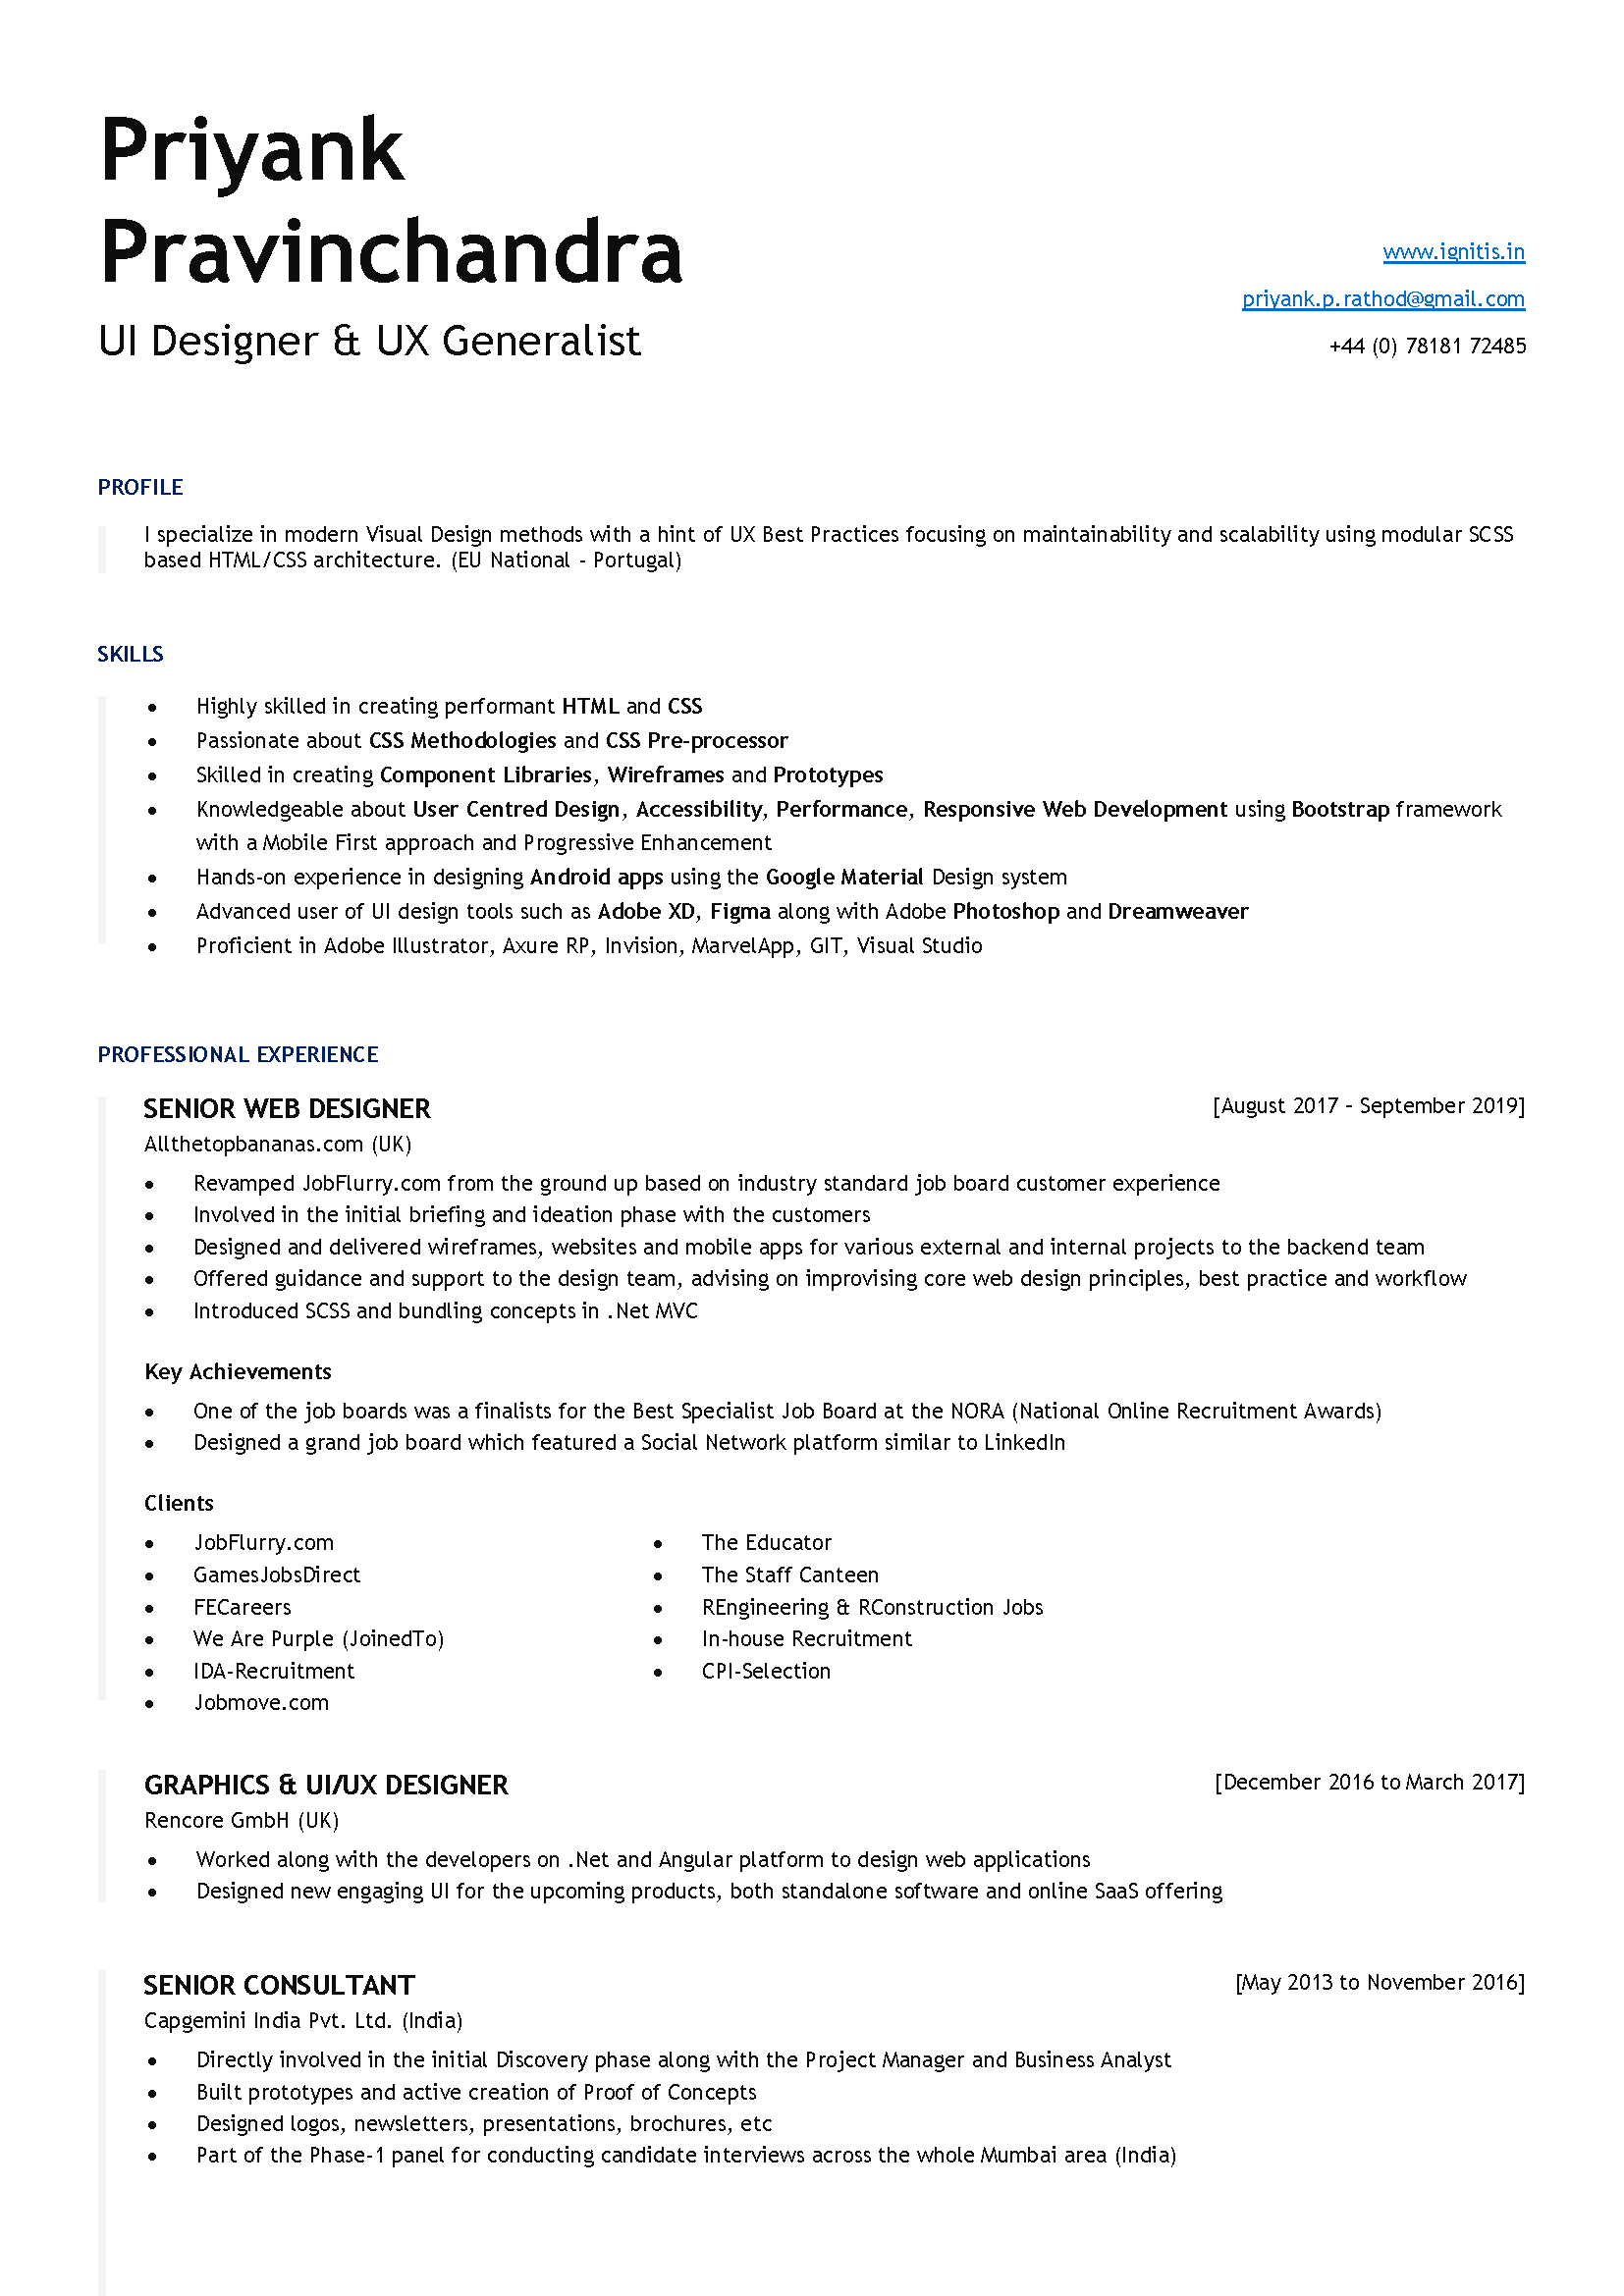 Priyank
Pravinchandra
UI Designer & UX Generalist
www.ignitis.in
priyank.p.rathod@gmail.com
+44 (0) 78181 72485
PROFILE
I specialize in modern Visual Design methods with a hint of UX Best Practices focusing on maintainability and scalability using modular SCSS
based HTML/CSS architecture. (EU National - Portugal)
SKILLS
• Highly skilled in creating performant HTML and CSS
• Passionate about CSS Methodologies and CSS Pre-processor
• Skilled in creating Component Libraries, Wireframes and Prototypes
• Knowledgeable about User Centred Design, Accessibility, Performance, Responsive Web Development using Bootstrap framework
with a Mobile First approach and Progressive Enhancement
• Hands-on experience in designing Android apps using the Google Material Design system
• Advanced user of UI design tools such as Adobe XD, Figma along with Adobe Photoshop and Dreamweaver
• Proficient in Adobe Illustrator, Axure RP, Invision, MarvelApp, GIT, Visual Studio
PROFESSIONAL EXPERIENCE
SENIOR WEB DESIGNER [August 2017 - September 2019]
Allthetopbananas.com (UK)
• Revamped JobFlurry.com from the ground up based on industry standard job board customer experience
• Involved in the initial briefing and ideation phase with the customers
• Designed and delivered wireframes, websites and mobile apps for various external and internal projects to the backend team
• Offered guidance and support to the design team, advising on improvising core web design principles, best practice and workflow
• Introduced SCSS and bundling concepts in .Net MVC
Key Achievements
• One of the job boards was a finalists for the Best Specialist Job Board at the NORA (National Online Recruitment Awards)
• Designed a grand job board which featured a Social Network platform similar to LinkedIn
Clients
• JobFlurry.com
• GamesJobsDirect
• FECareers
• We Are Purple (JoinedTo)
• IDA-Recruitment
• Jobmove.com
• The Educator
• The Staff Canteen
• REngineering & RConstruction Jobs
• In-house Recruitment
• CPI-Selection
GRAPHICS & UI/UX DESIGNER [December 2016 to March 2017]
Rencore GmbH (UK)
• Worked along with the developers on .Net and Angular platform to design web applications
• Designed new engaging UI for the upcoming products, both standalone software and online SaaS offering
SENIOR CONSULTANT [May 2013 to November 2016]
Capgemini India Pvt. Ltd. (India)
• Directly involved in the initial Discovery phase along with the Project Manager and Business Analyst
• Built prototypes and active creation of Proof of Concepts
• Designed logos, newsletters, presentations, brochures, etc
• Part of the Phase-1 panel for conducting candidate interviews across the whole Mumbai area (India)